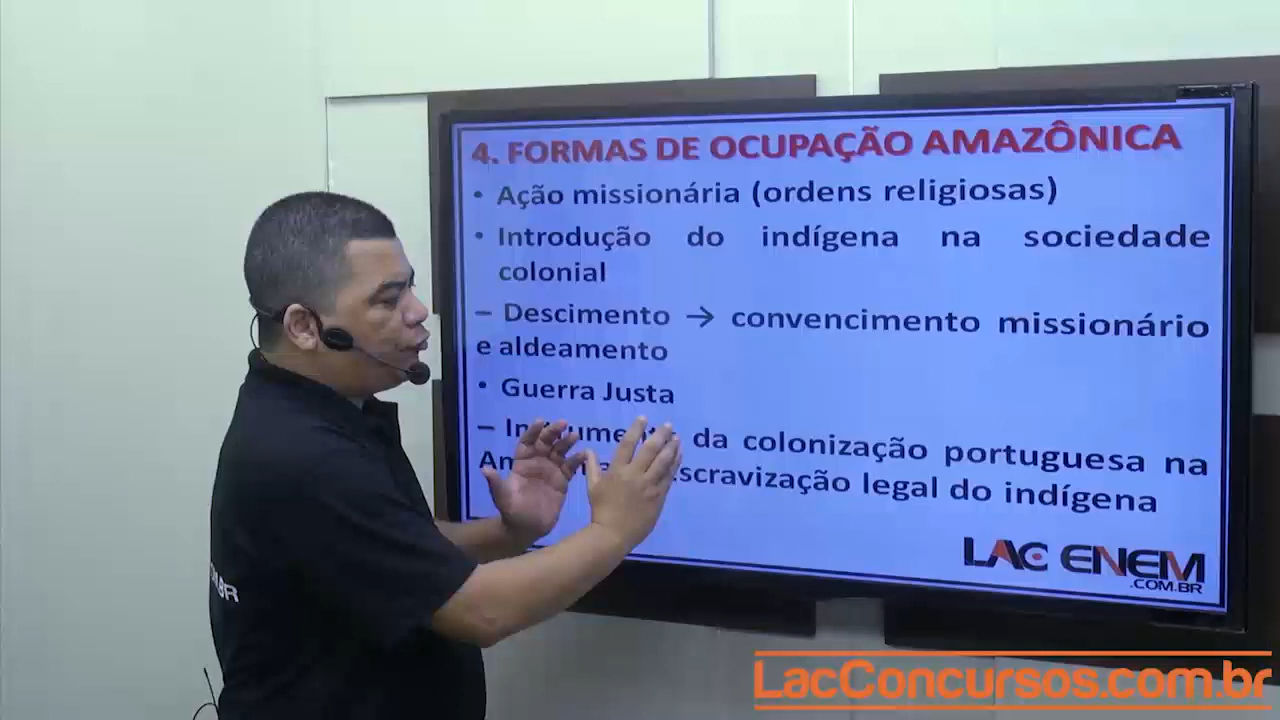 4. FORMAS DE OCUPAÇÃO AMAZÔNICA
• Ação missionária (ordens religiosas)
• Introdução do indígena na sociedade
colonial
– Descimento → convencimento missionário
e aldeamento
• Guerra Justa
– da colonização portuguesa na
legal do indígena
LAC ENEM
.COM.BR
LacConcursos.com.br